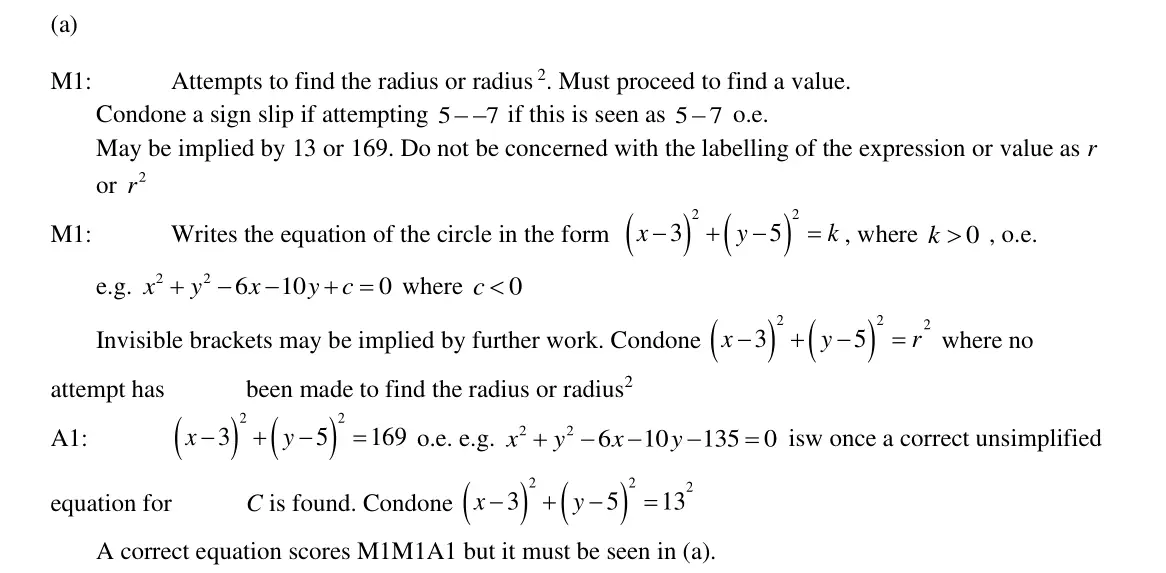 (a)
M1: Attempts to find the radius or radius². Must proceed to find a value.
Condone a sign slip if attempting 5−−7 if this is seen as 5−7 o.e.
May be implied by 13 or 169. Do not be concerned with the labelling of the expression or value as r
or r²
M1: Writes the equation of the circle in the form (x−3)²+(y−5)²=k, where k>0 , o.e.
e.g. x²+y²−6x−10y+c=0 where c<0
Invisible brackets may be implied by further work. Condone (x−3)²+(y−5)²=r² where no
attempt has been made to find the radius or radius²
A1: (x−3)²+(y−5)²=169 o.e. e.g. x²+y²−6x−10y−135=0 isw once a correct unsimplified
equation for C is found. Condone (x−3)²+(y−5)²=13²
A correct equation scores M1M1A1 but it must be seen in (a).